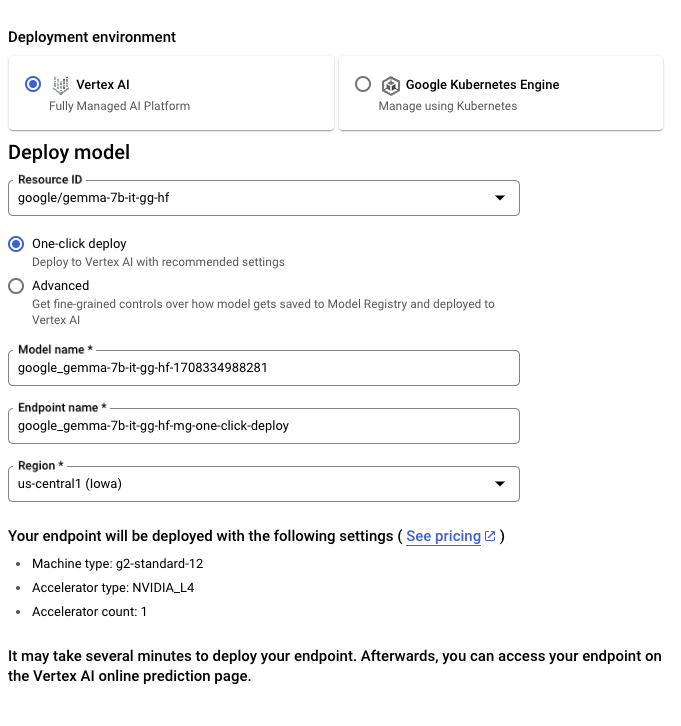 Deployment environment
Vertex AI
Fully Managed AI Platform
Google Kubernetes Engine
Manage using Kubernetes
Deploy model
Resource ID
google/gemma-7b-it-gg-hf
One-click deploy
Deploy to Vertex AI with recommended settings
Advanced
Get fine-grained controls over how model gets saved to Model Registry and deployed to
Vertex AI
Model name *
google_gemma-7b-it-gg-hf-1708334988281
Endpoint name *
google_gemma-7b-it-gg-hf-mg-one-click-deploy
Region *
us-central1 (Iowa)
Your endpoint will be deployed with the following settings ( See pricing )
• Machine type: g2-standard-12
• Accelerator type: NVIDIA_L4
• Accelerator count: 1
It may take several minutes to deploy your endpoint. Afterwards, you can access your endpoint on
the Vertex AI online prediction page.